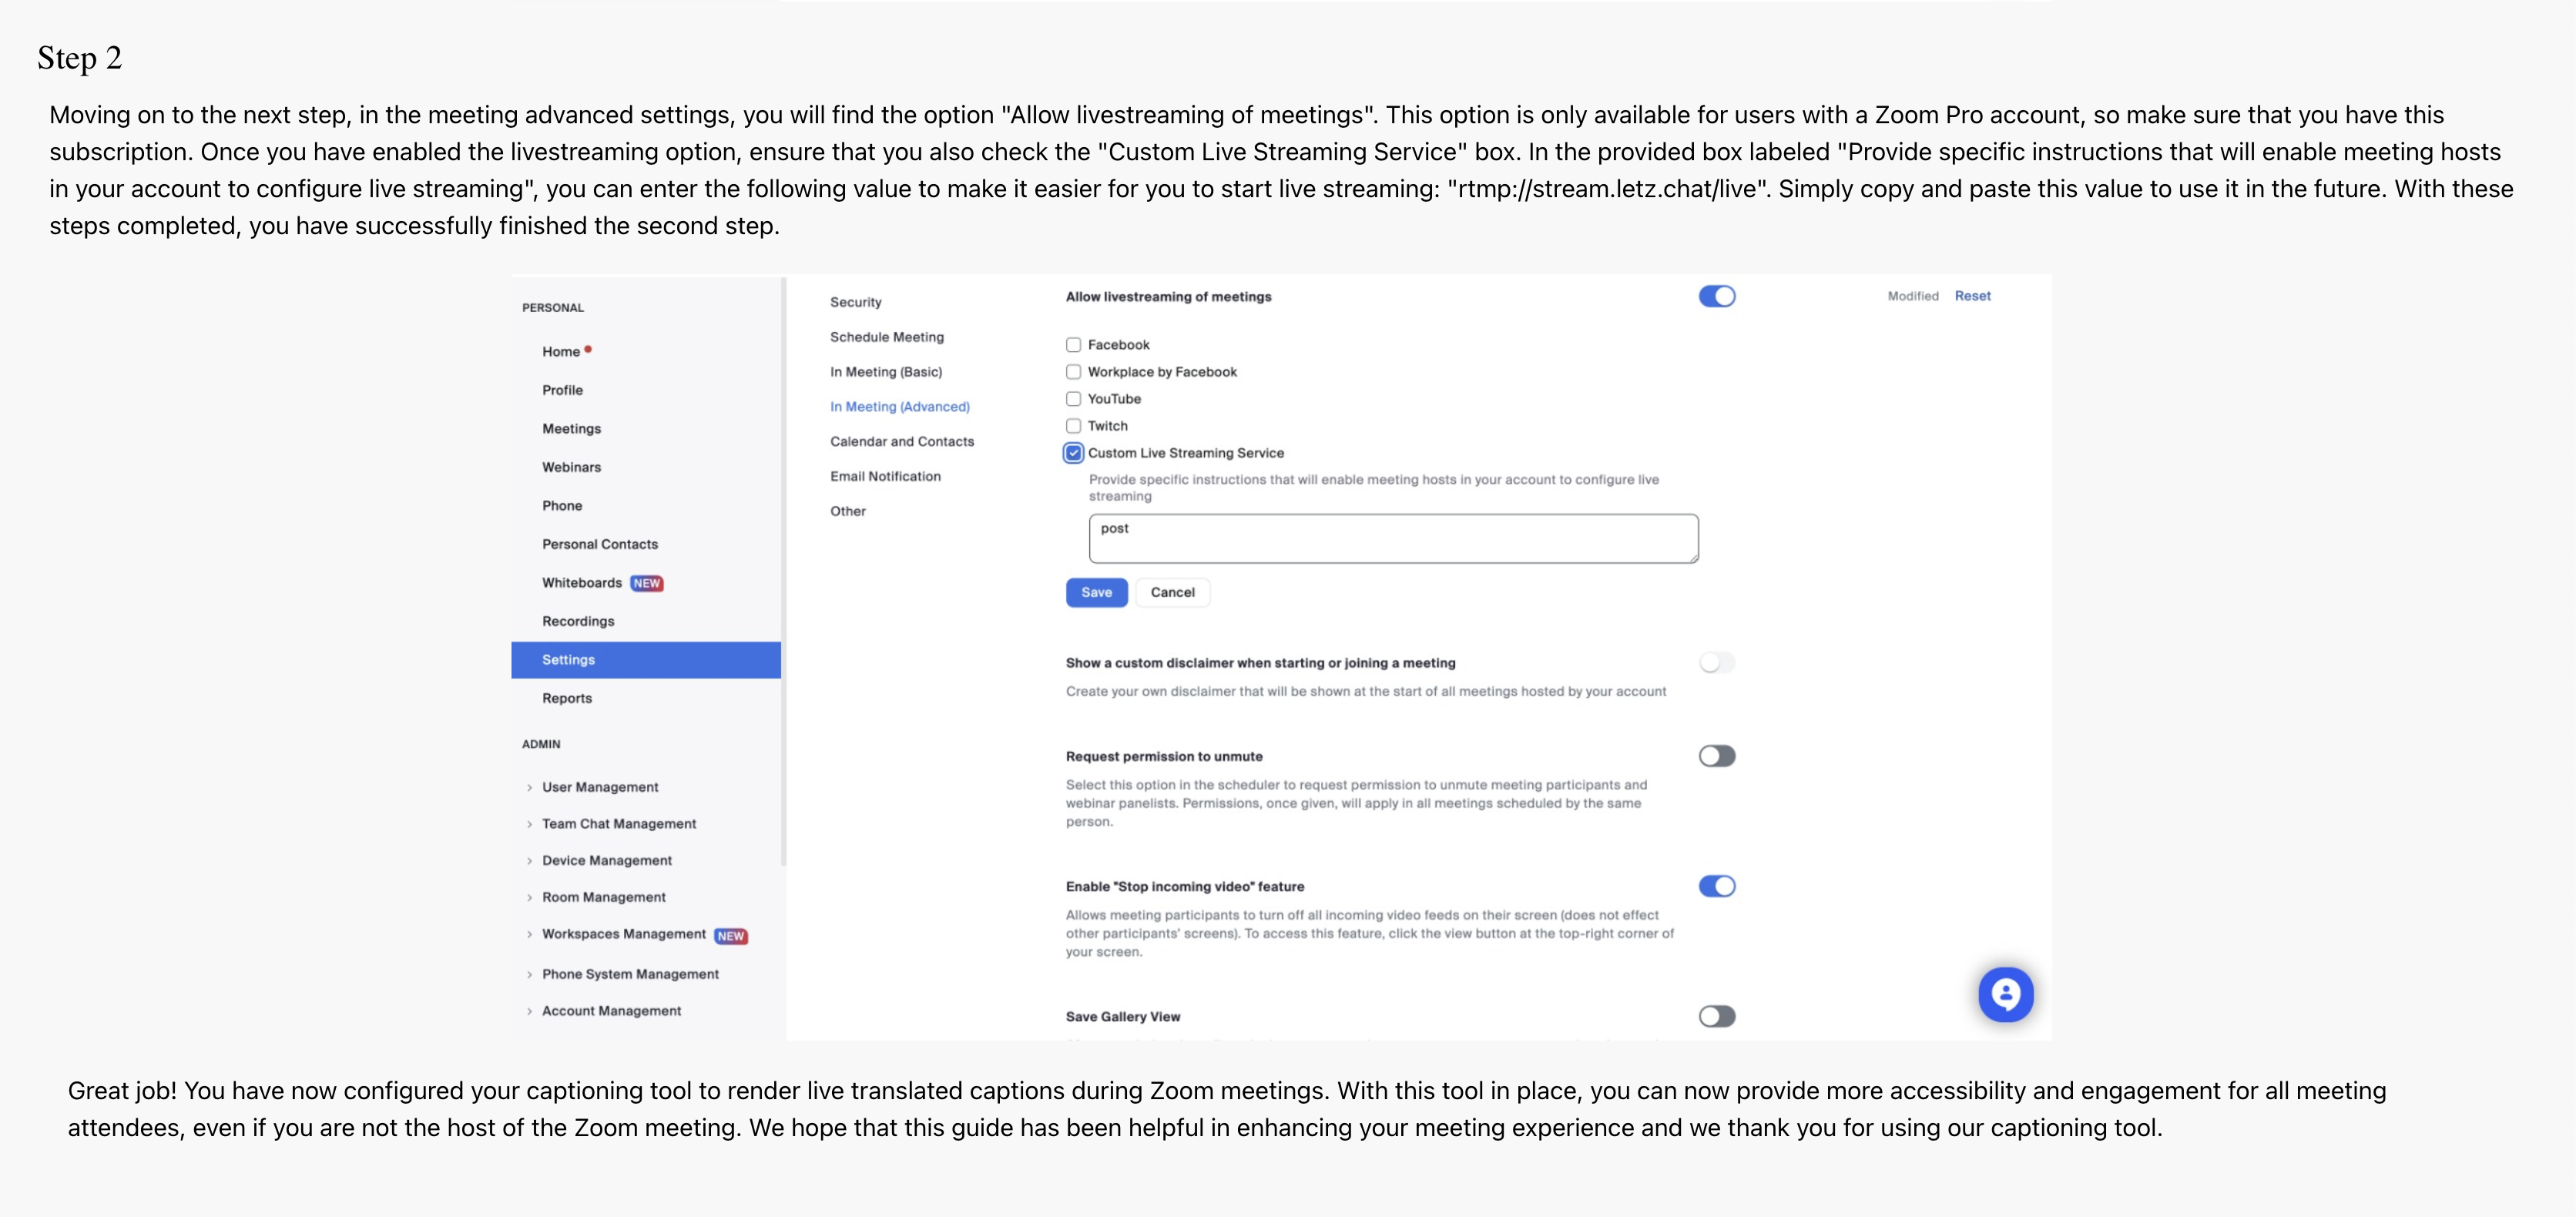 Step 2
Moving on to the next step, in the meeting advanced settings, you will find the option "Allow livestreaming of meetings". This option is only available for users with a Zoom Pro account, so make sure that you have this
subscription. Once you have enabled the livestreaming option, ensure that you also check the "Custom Live Streaming Service" box. In the provided box labeled "Provide specific instructions that will enable meeting hosts
in your account to configure live streaming", you can enter the following value to make it easier for you to start live streaming: "rtmp://stream.letz.chat/live". Simply copy and paste this value to use it in the future. With these
steps completed, you have successfully finished the second step.
PERSONAL
Home
Profile
Meetings
Webinars
Phone
Personal Contacts
Whiteboards NEW
Recordings
Settings
Reports
ADMIN
User Management
Team Chat Management
Device Management
Room Management
Workspaces Management NEW
Phone System Management
Account Management
Security
Schedule Meeting
In Meeting (Basic)
In Meeting (Advanced)
Calendar and Contacts
Email Notification
Other
Allow livestreaming of meetings
Modified Reset
Facebook
Workplace by Facebook
YouTube
Twitch
Custom Live Streaming Service
Provide specific instructions that will enable meeting hosts in your account to configure live
streaming
post
Save Cancel
Show a custom disclaimer when starting or joining a meeting
Create your own disclaimer that will be shown at the start of all meetings hosted by your account
Request permission to unmute
Select this option in the scheduler to request permission to unmute meeting participants and
webinar panelists. Permissions, once given, will apply in all meetings scheduled by the same
person.
Enable "Stop incoming video" feature
Allows meeting participants to turn off all incoming video feeds on their screen (does not effect
other participants' screens). To access this feature, click the view button at the top-right corner of
your screen.
Save Gallery View
Great job! You have now configured your captioning tool to render live translated captions during Zoom meetings. With this tool in place, you can now provide more accessibility and engagement for all meeting
attendees, even if you are not the host of the Zoom meeting. We hope that this guide has been helpful in enhancing your meeting experience and we thank you for using our captioning tool.